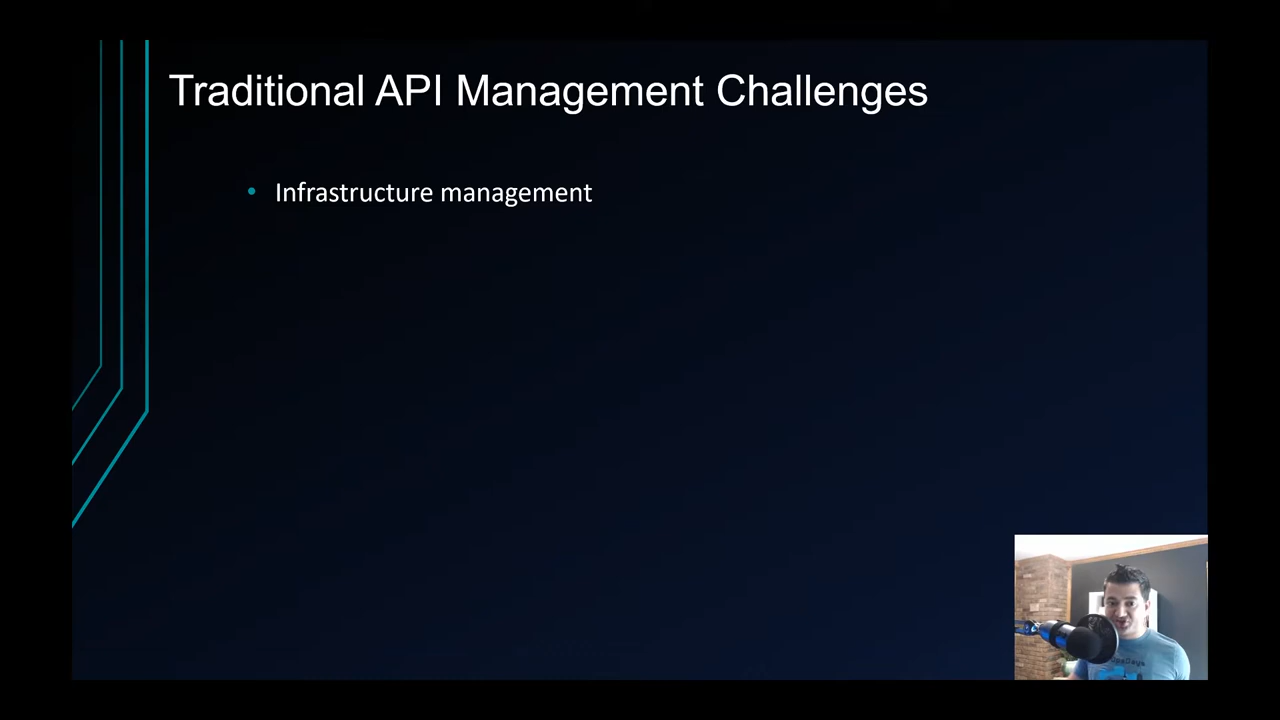 Traditional API Management Challenges
• Infrastructure management